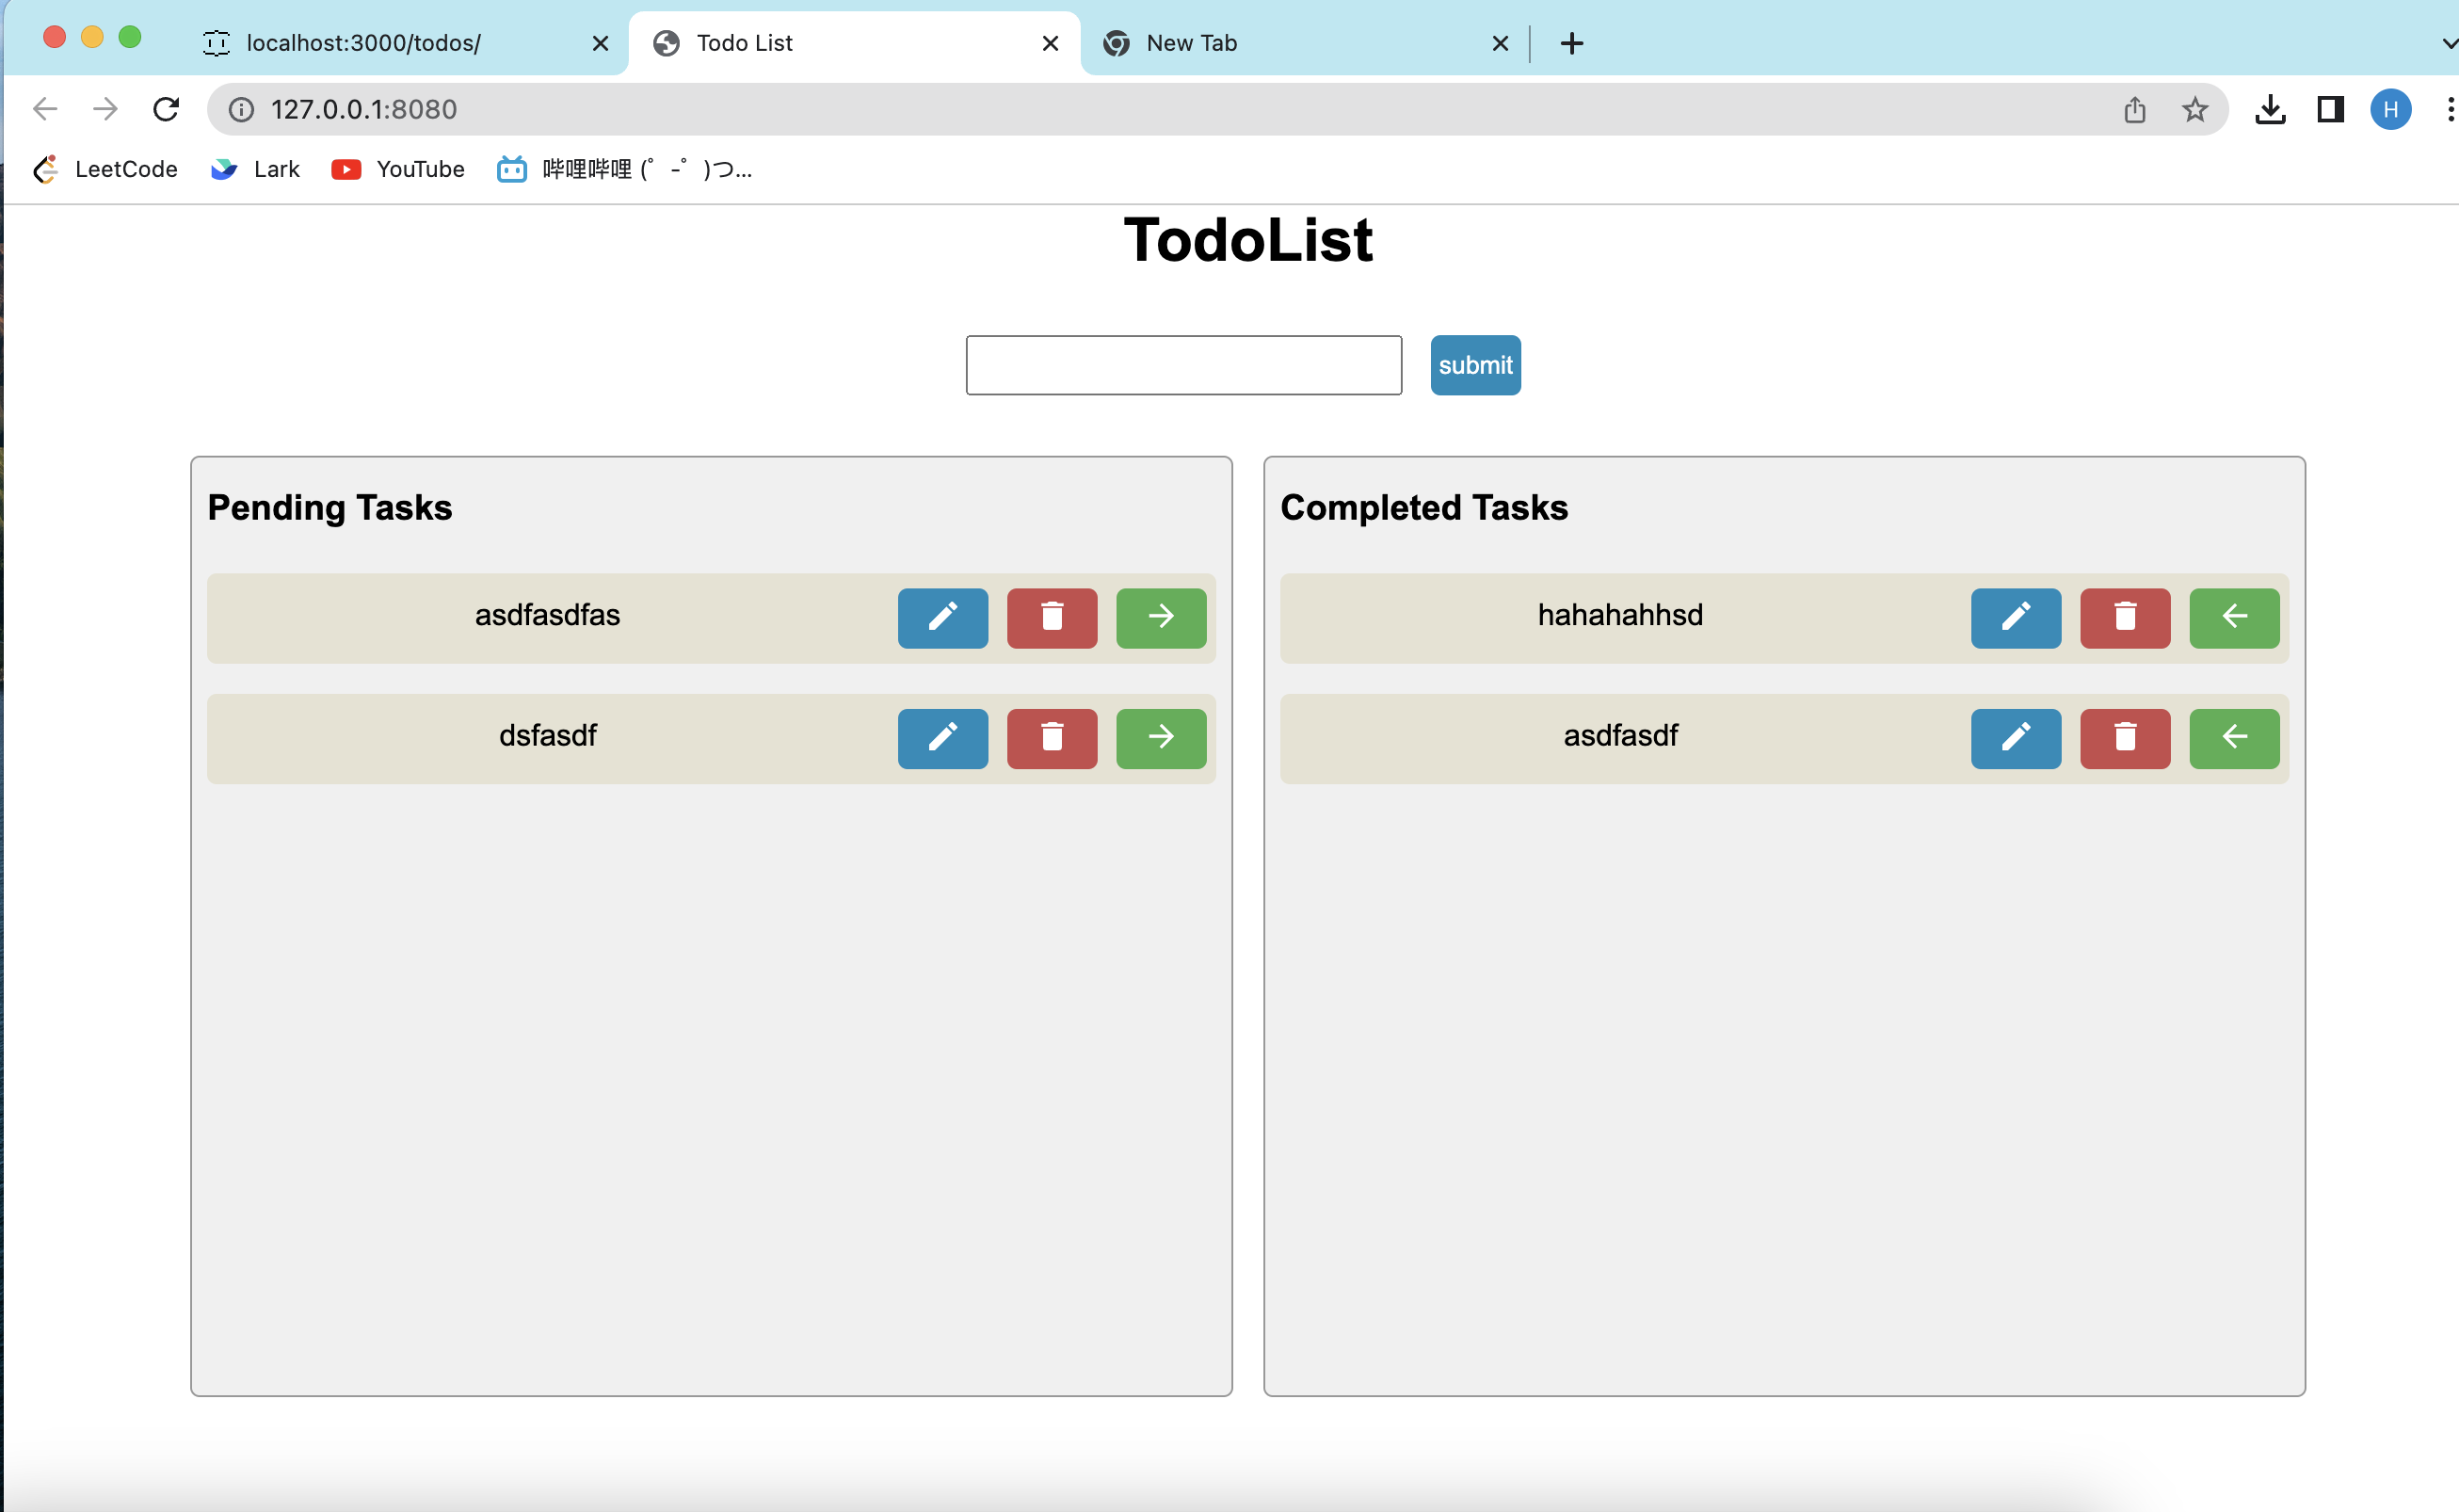 localhost:3000/todos/
Todo List
New Tab
127.0.0.1:8080
H
LeetCode
Lark
YouTube
哔哩哔哩 (゜-゜)つ...
TodoList
submit
Pending Tasks
asdfasdfas
dsfasdf
Completed Tasks
hahahahhsd
asdfasdf